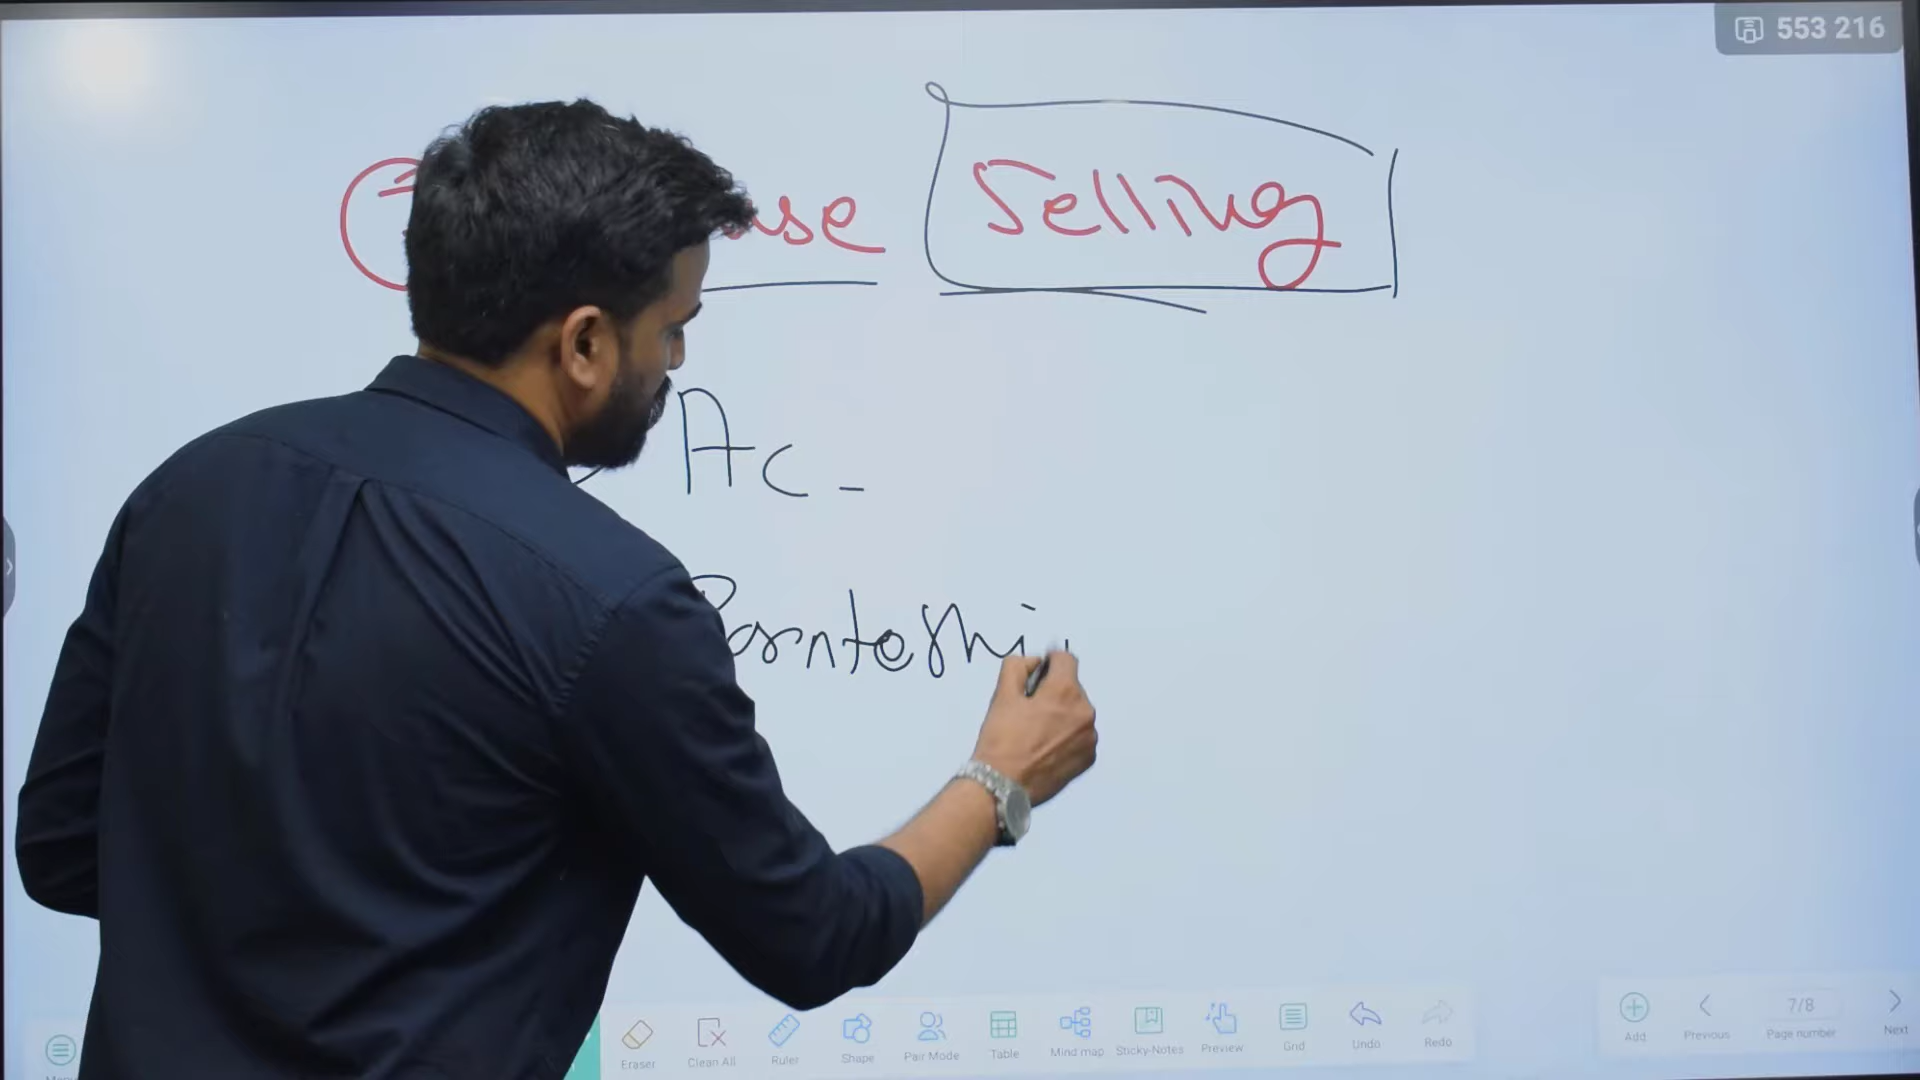 553 216
Selling
Ac -
Eraser
Clean All
Ruler
Shape
Pair Mode
Table
Mind map
Sticky-Notes
Preview
Grid
Undo
Redo
Add
Previous
7/8
Page number
Next